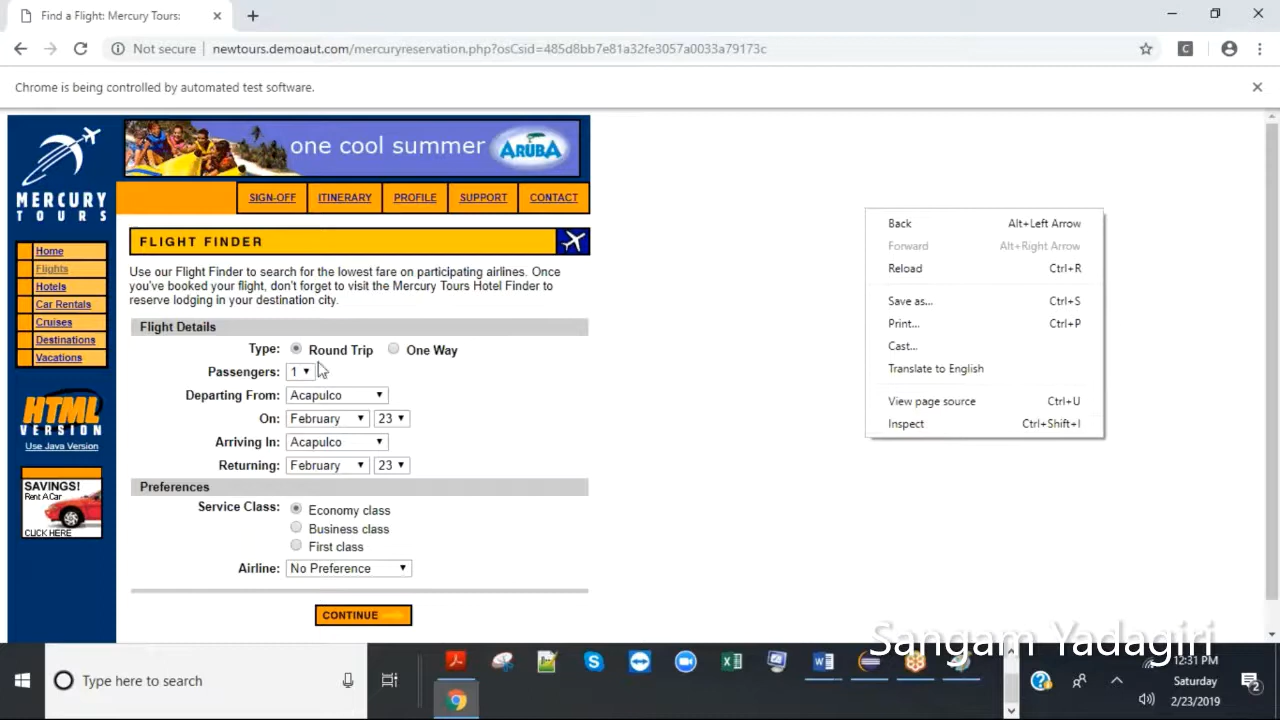 Find a Flight: Mercury Tours:
Not secure | newtours.demoaut.com/mercuryreservation.php?osCsid=485d8bb7e81a32fe3057a0033a79173c
Chrome is being controlled by automated test software.
one cool summer ARUBA
MERCURY
TOURS
SIGN-OFF ITINERARY PROFILE SUPPORT CONTACT
FLIGHT FINDER
Home
Flights
Hotels
Car Rentals
Cruises
Destinations
Vacations
HTML
VERSION
Use Java Version
SAVINGS!
Rent A Car
CLICK HERE
Use our Flight Finder to search for the lowest fare on participating airlines. Once
you've booked your flight, don't forget to visit the Mercury Tours Hotel Finder to
reserve lodging in your destination city.
Flight Details
Type: Round Trip One Way
Passengers: 1
Departing From: Acapulco
On: February 23
Arriving In: Acapulco
Returning: February 23
Preferences
Service Class: Economy class
Business class
First class
Airline: No Preference
CONTINUE
Back Alt+Left Arrow
Forward Alt+Right Arrow
Reload Ctrl+R
Save as... Ctrl+S
Print... Ctrl+P
Cast...
Translate to English
View page source Ctrl+U
Inspect Ctrl+Shift+I
Sangam Yadagiri
Type here to search
12:31 PM
Saturday
2/23/2019
2